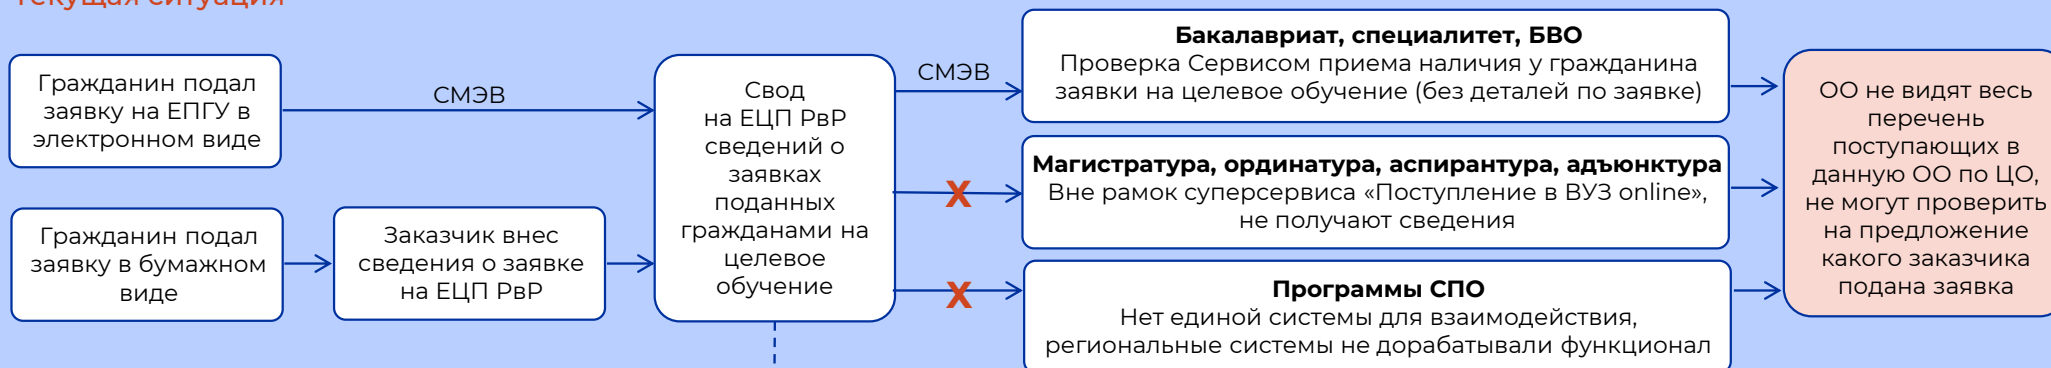 Текущая ситуация
Гражданин подал
заявку на ЕПГУ в
электронном виде
СМЭВ
Гражданин подал
заявку в бумажном
виде
Заказчик внес
сведения о заявке
на ЕЦП РвР
Свод
на ЕЦП РвР
сведений о
заявках
поданных
гражданами на
целевое
обучение
СМЭВ
X
X
Бакалавриат, специалитет, БВО
Проверка Сервисом приема наличия у гражданина
заявки на целевое обучение (без деталей по заявке)
Магистратура, ординатура, аспирантура, адъюнктура
Вне рамок суперсервиса «Поступление в ВУЗ online»,
не получают сведения
Программы СПО
Нет единой системы для взаимодействия,
региональные системы не дорабатывали функционал
ОО не видят весь
перечень
поступающих в
данную ОО по ЦО,
не могут проверить
на предложение
какого заказчика
подана заявка